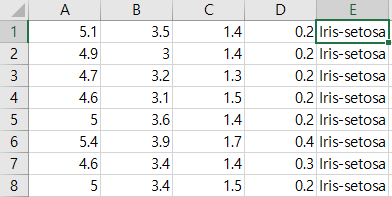 A B C D E
1 5.1 3.5 1.4 0.2 Iris-setosa
2 4.9 3 1.4 0.2 Iris-setosa
3 4.7 3.2 1.3 0.2 Iris-setosa
4 4.6 3.1 1.5 0.2 Iris-setosa
5 5 3.6 1.4 0.2 Iris-setosa
6 5.4 3.9 1.7 0.4 Iris-setosa
7 4.6 3.4 1.4 0.3 Iris-setosa
8 5 3.4 1.5 0.2 Iris-setosa